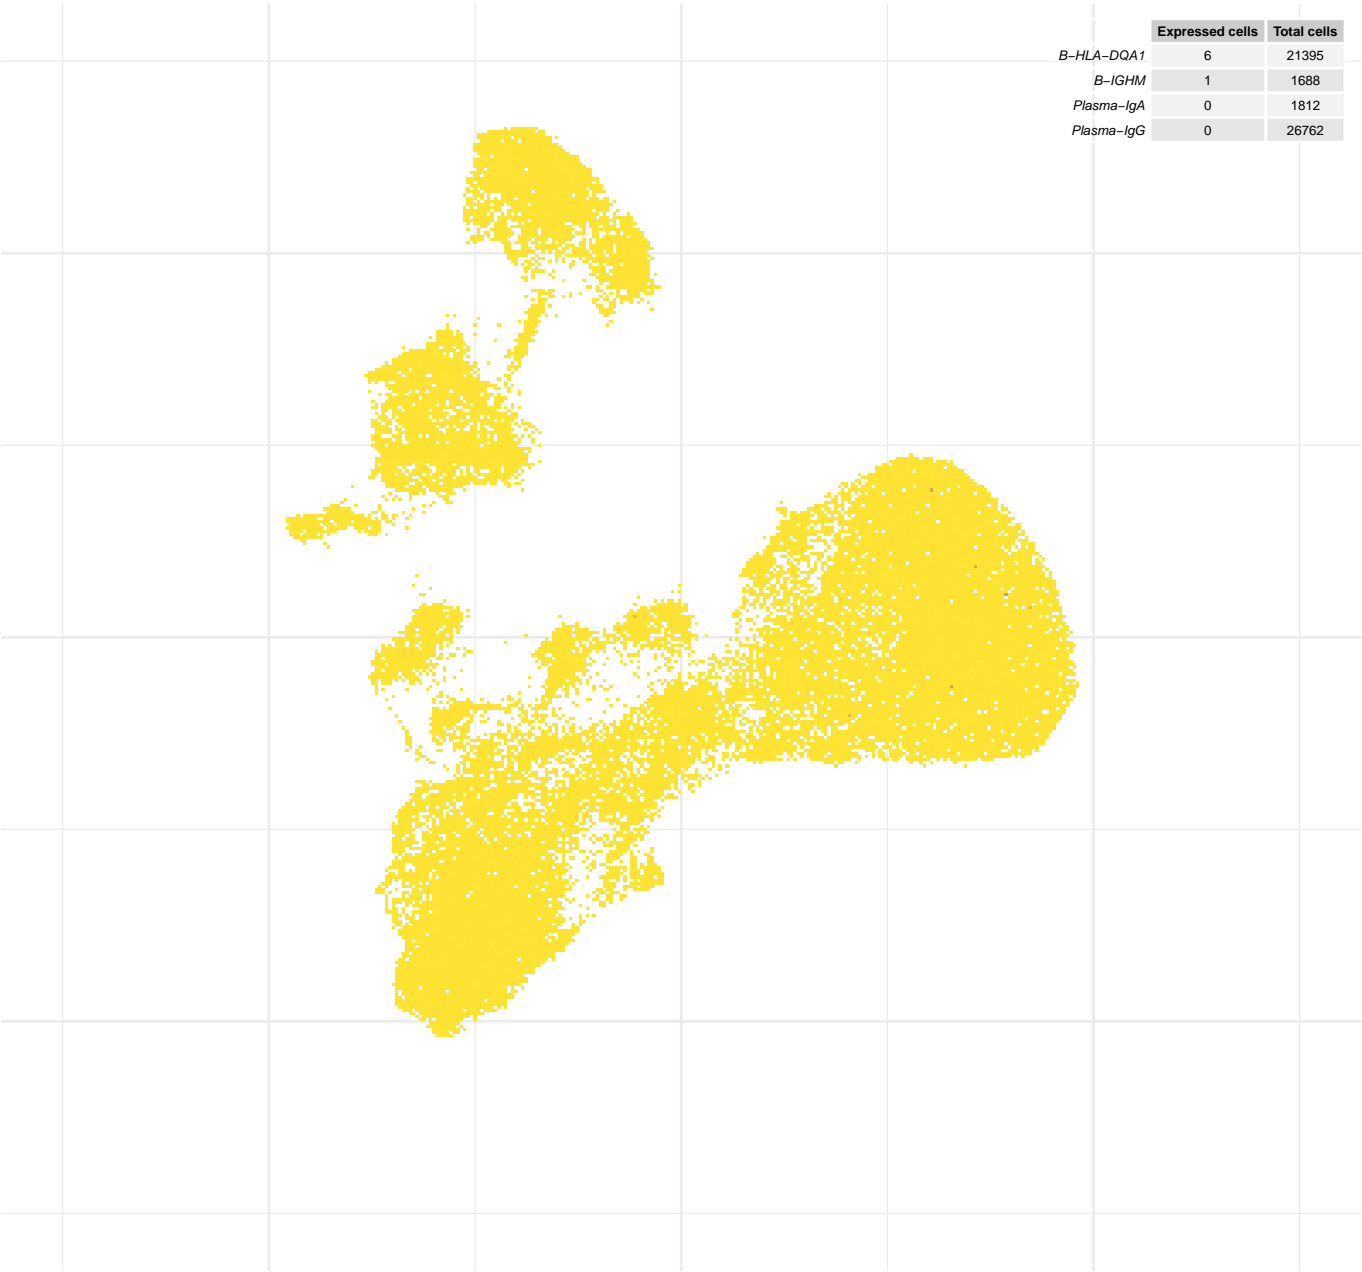 Expressed cells Total cells
B−HLA−DQA1 6 21395
B−IGHM 1 1688
Plasma−IgA 0 1812
Plasma−IgG 0 26762